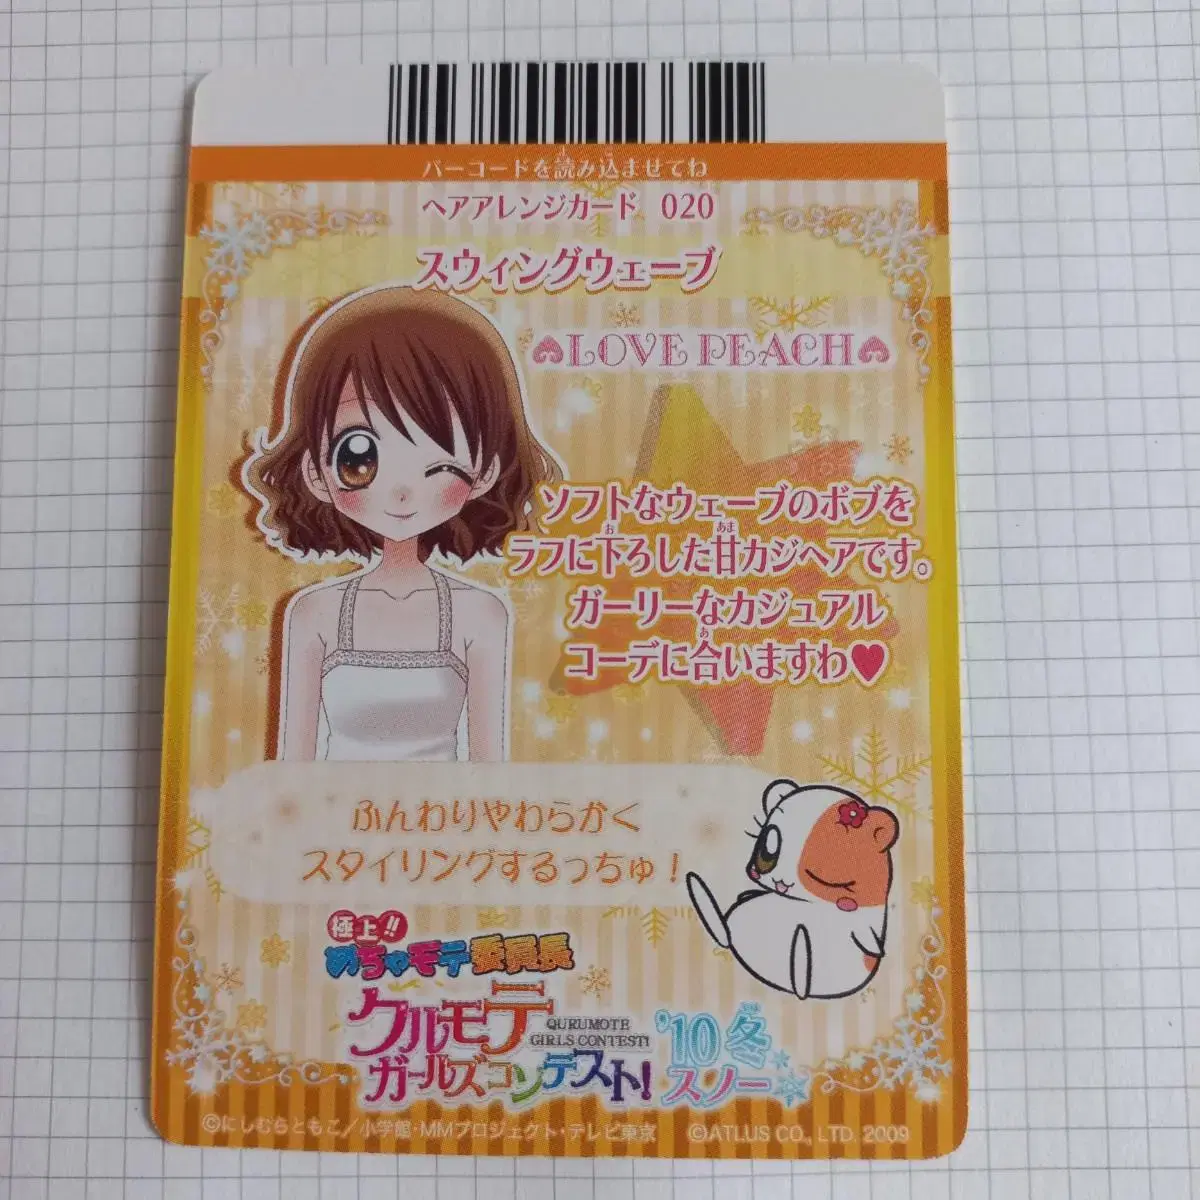 バーコードを読み込ませてね
ヘアアレンジカード 020
スウィングウェーブ
LOVE PEACH
ソフトなウェーブのボブを
ラフに下ろした甘カジヘアです。
ガーリーなカジュアル
コーデに合いますわ♥
ふんわりやわらかく
スタイリングするっちゅ！
極上!!
めちゃモテ委員長
クルモテ
QURUMOTE
GIRLS CONTEST!
ガールズコンテスト!
'10冬
スノー
©にしむらともこ／小学館・MMプロジェクト・テレビ東京 ©ATLUS CO., LTD. 2009